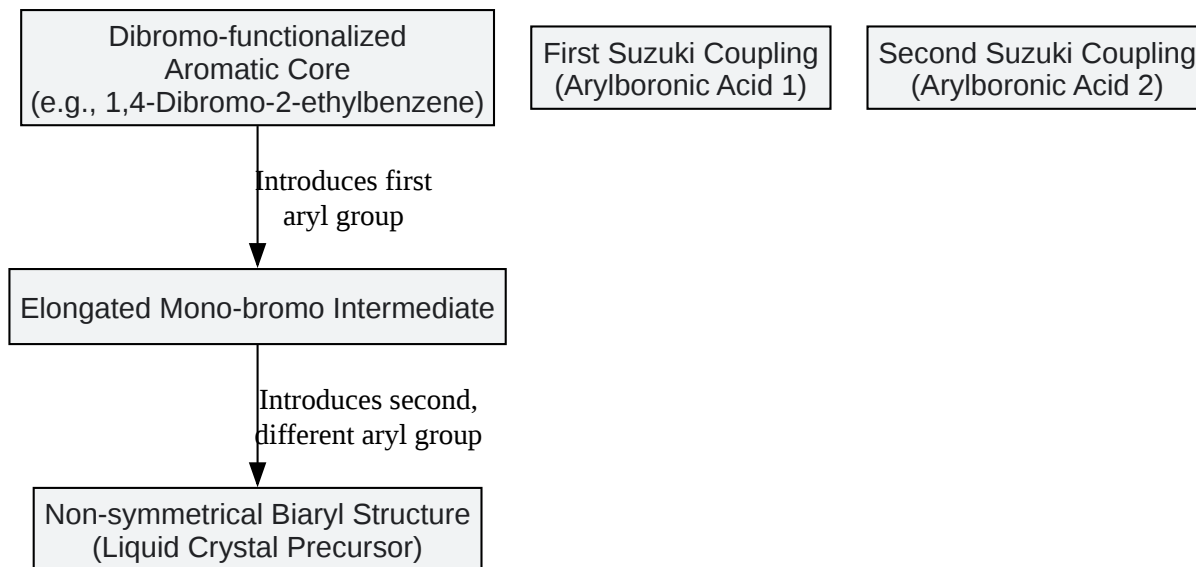 Dibromo-functionalized
Aromatic Core
(e.g., 1,4-Dibromo-2-ethylbenzene)
First Suzuki Coupling
(Arylboronic Acid 1)
Second Suzuki Coupling
(Arylboronic Acid 2)
Introduces first
aryl group
Elongated Mono-bromo Intermediate
Introduces second,
different aryl group
Non-symmetrical Biaryl Structure
(Liquid Crystal Precursor)